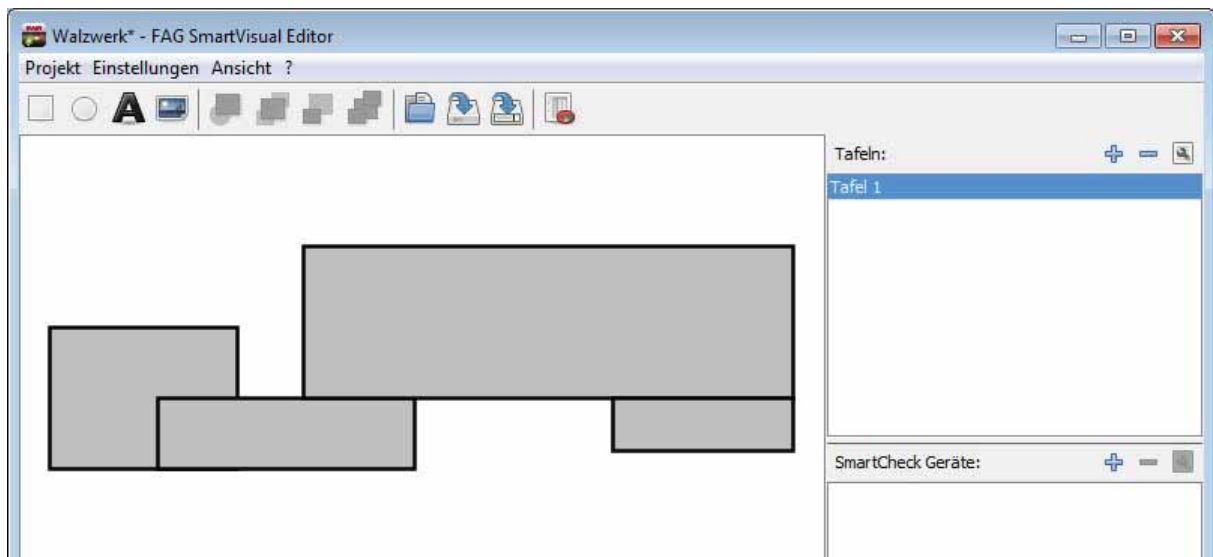 Walzwerk* - FAG SmartVisual Editor
Projekt Einstellungen Ansicht ?
A
Tafeln:
Tafel 1
SmartCheck Geräte: